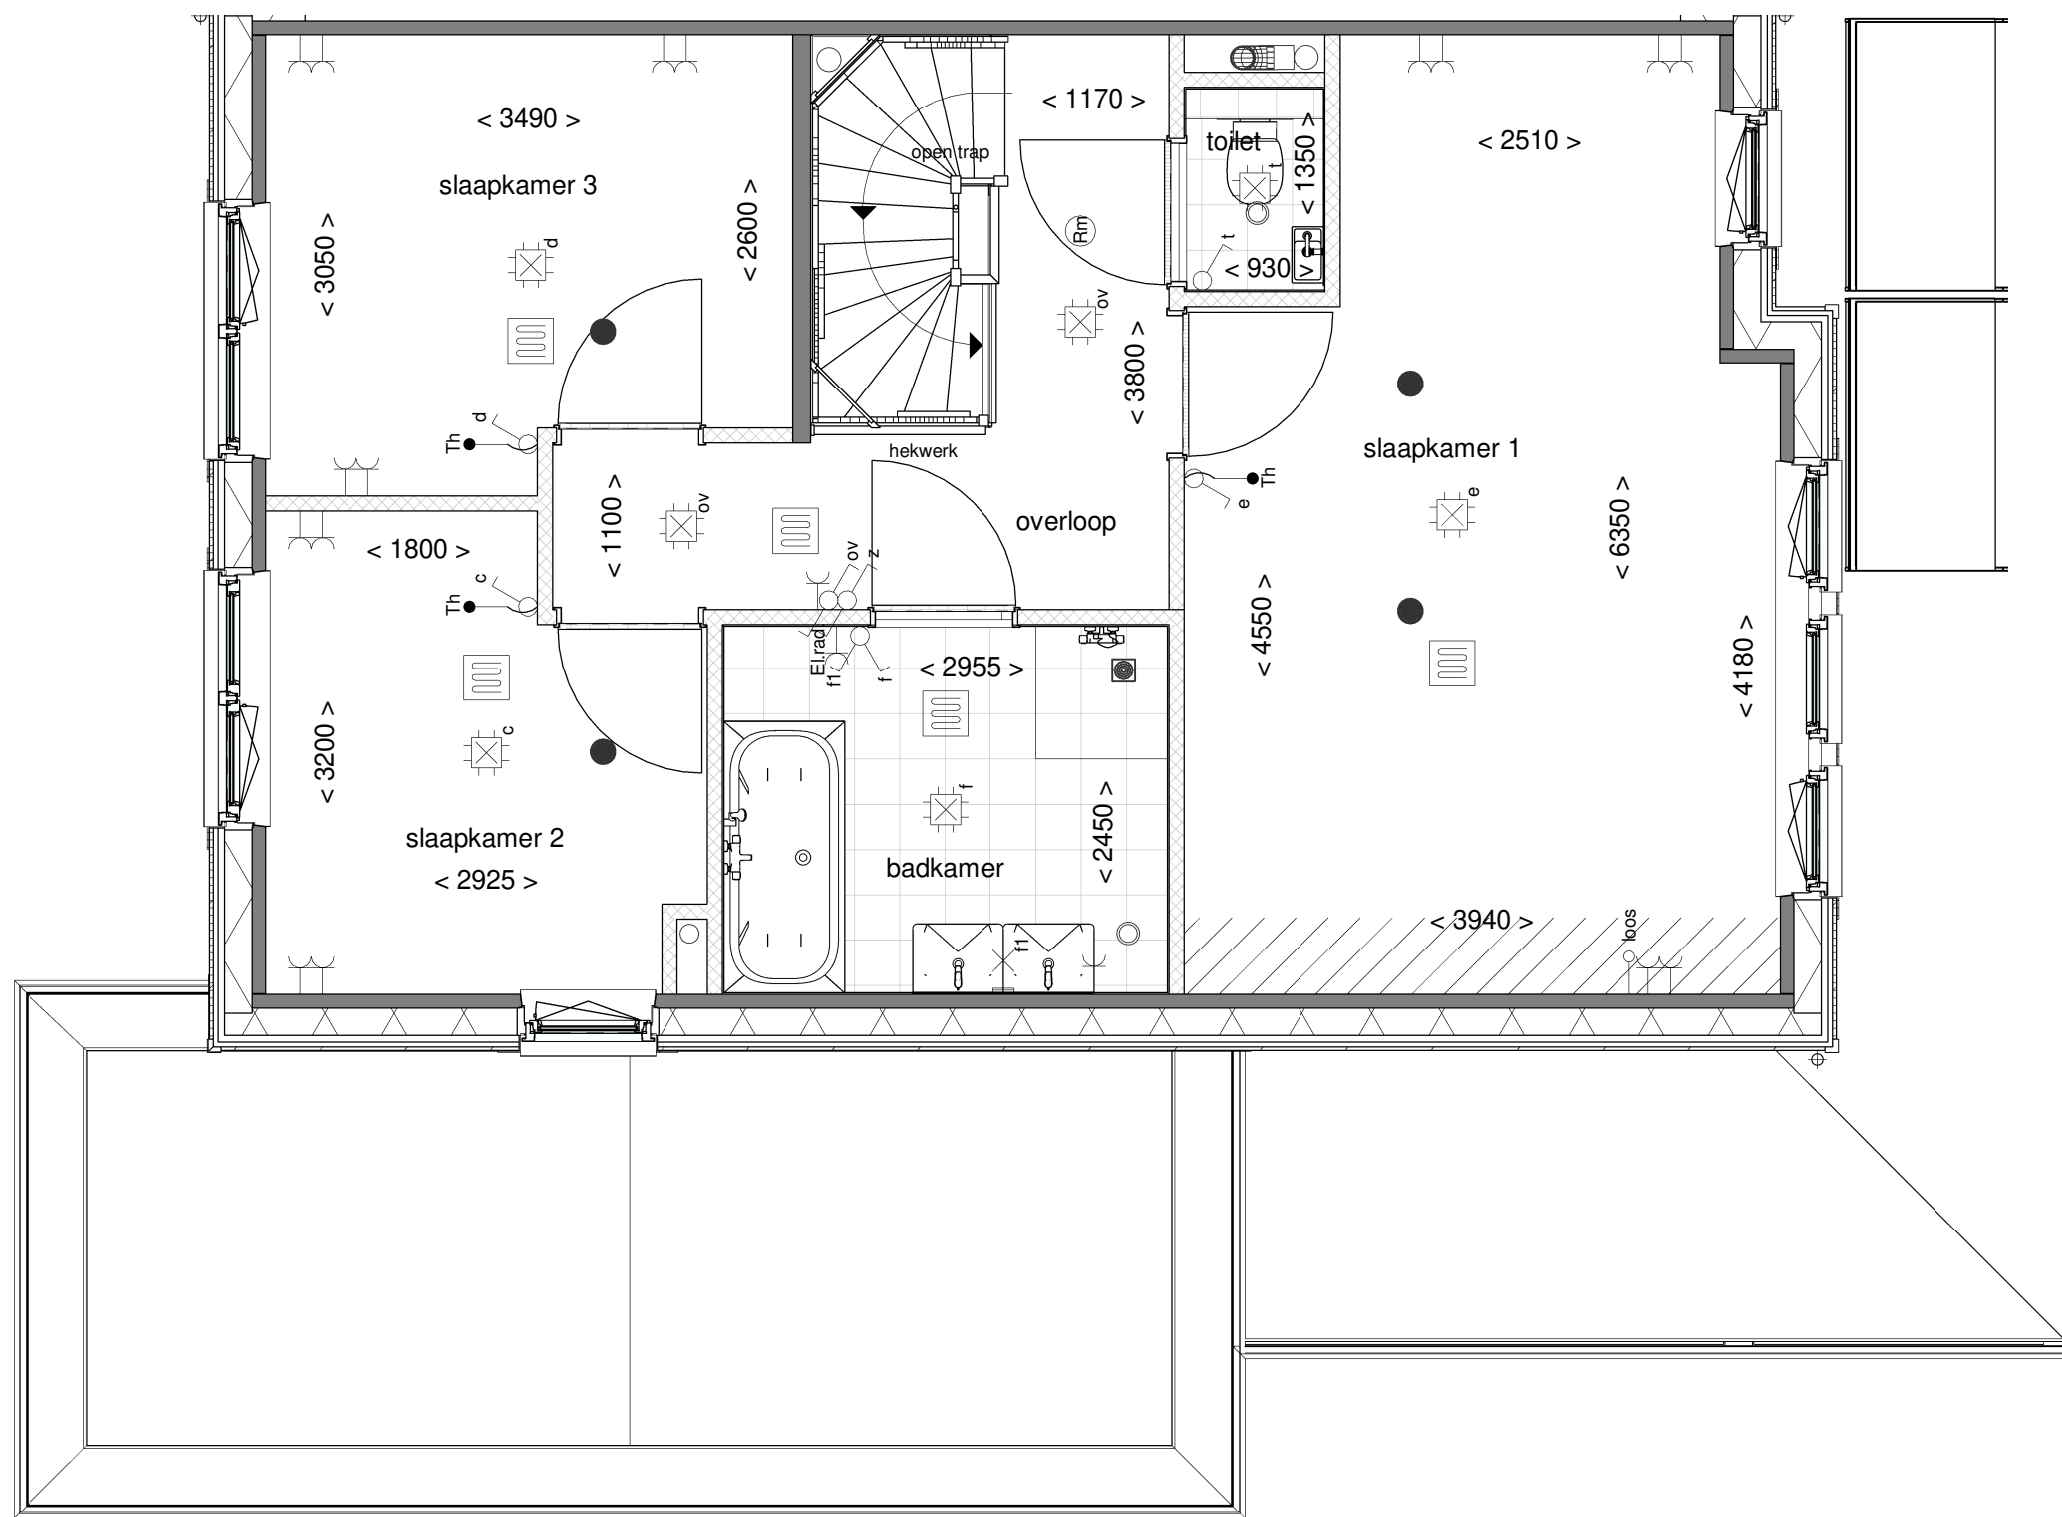 < 3490 >
slaapkamer 3
< 3050 >
< 2600 >
d
d
Th
open trap
< 1170 >
toilet
t
< 1350 >
t
< 930 >
Rm
ov
< 3800 >
< 2510 >
hekwerk
slaapkamer 1
Th
e
e
< 6350 >
< 4550 >
< 4180 >
< 3940 >
loos
overloop
< 1100 >
ov
ov
z
< 1800 >
c
Th
c
< 3200 >
slaapkamer 2
< 2925 >
El.rad.
f1
f
< 2955 >
f
< 2450 >
badkamer
f1